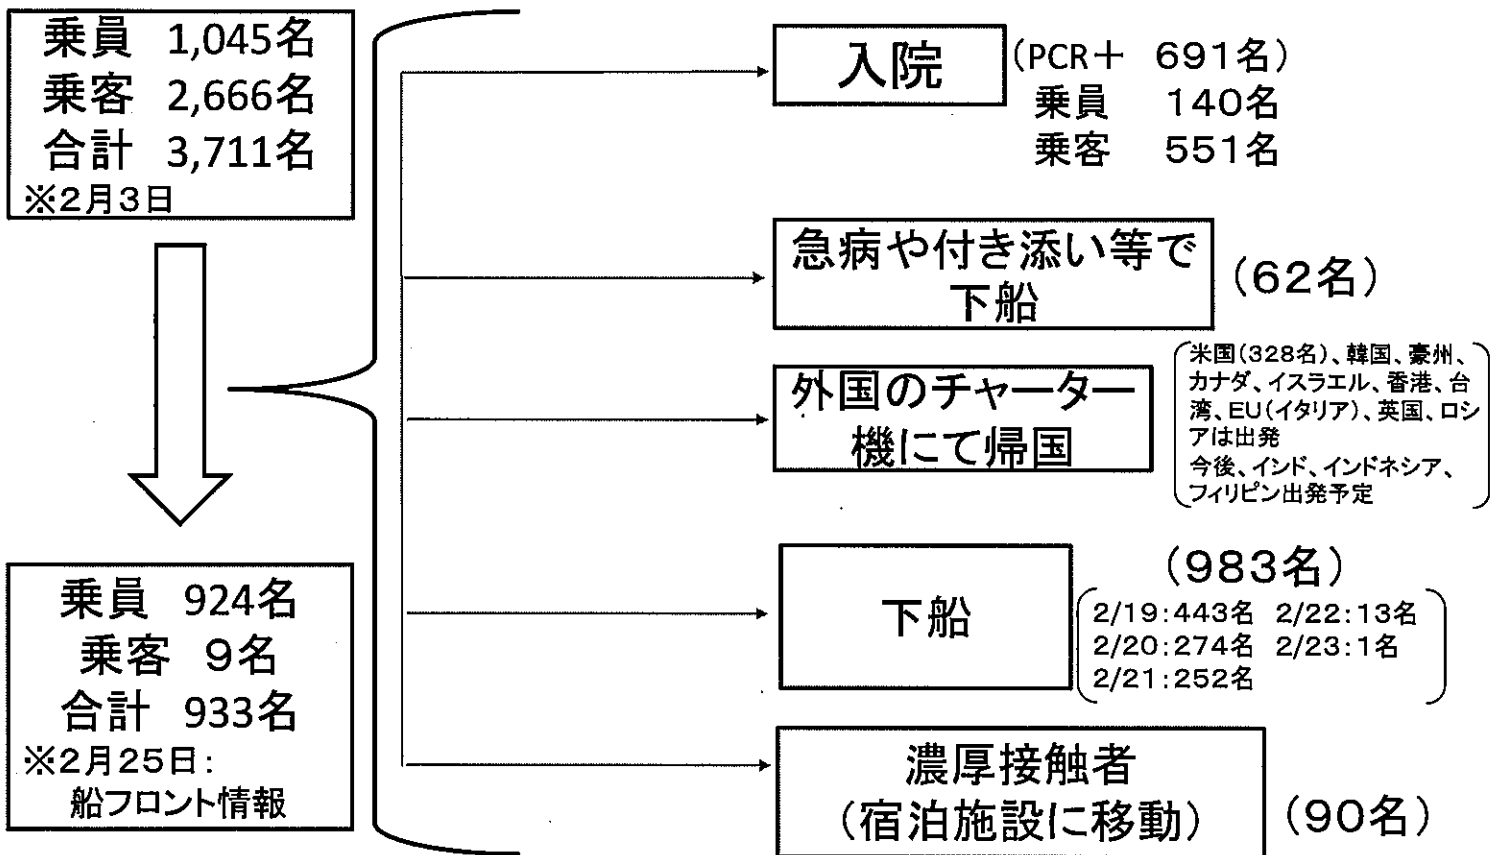 乗員 1,045名
乗客 2,666名
合計 3,711名
※2月3日
乗員 924名
乗客 9名
合計 933名
※2月25日:
船フロント情報
入院
(PCR+ 691名)
乗員 140名
乗客 551名
急病や付き添い等で
下船
(62名)
外国のチャーター
機にて帰国
米国(328名)、韓国、豪州、
カナダ、イスラエル、香港、台
湾、EU(イタリア)、英国、ロシ
アは出発
今後、インド、インドネシア、
フィリピン出発予定
下船
(983名)
2/19:443名 2/22:13名
2/20:274名 2/23:1名
2/21:252名
濃厚接触者
(宿泊施設に移動)
(90名)